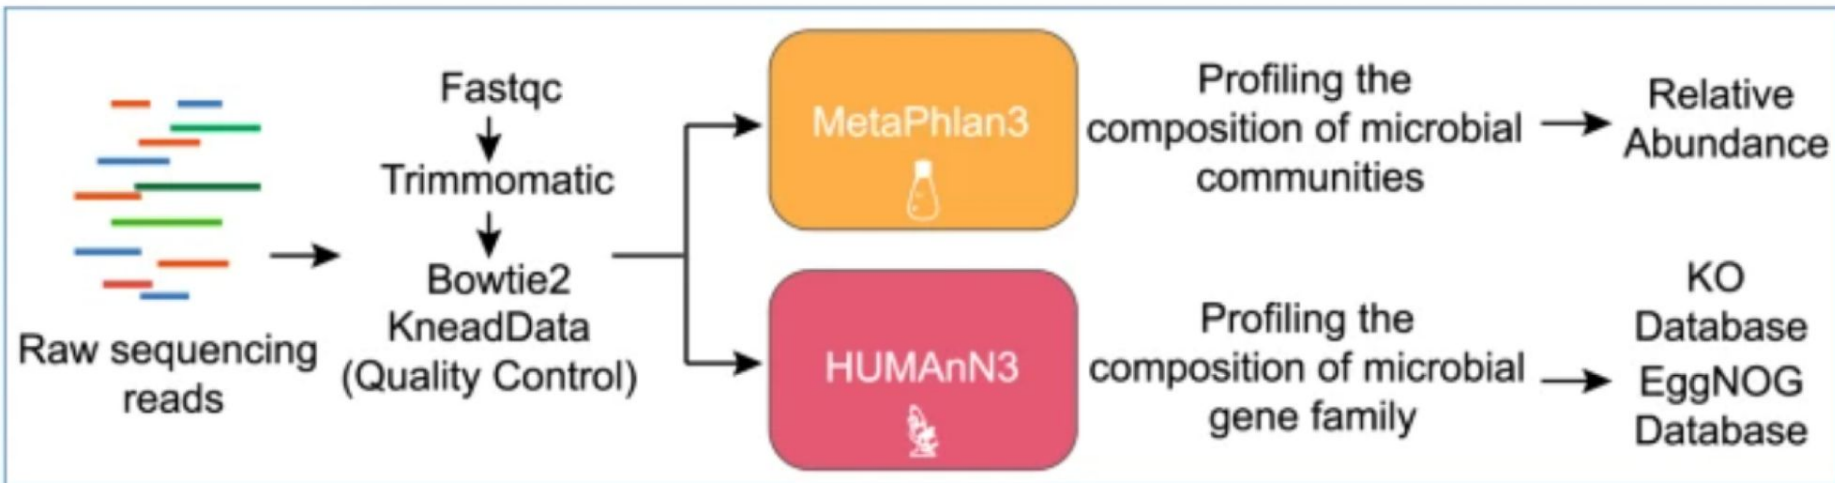 Raw sequencing
reads
Fastqc
Trimmomatic
Bowtie2
KneadData
(Quality Control)
MetaPhlan3
Profiling the
composition of microbial
communities
Relative
Abundance
HUMAnN3
Profiling the
composition of microbial
gene family
KO
Database
EggNOG
Database